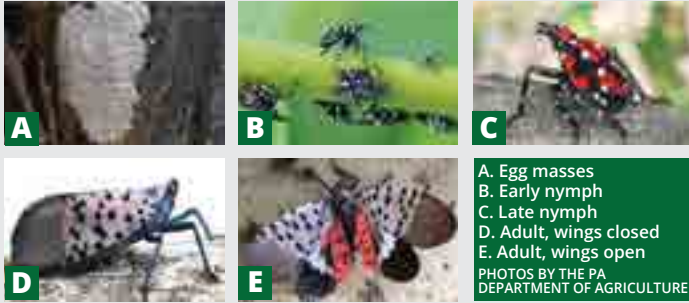 A
B
C
D
E
A. Egg masses
B. Early nymph
C. Late nymph
D. Adult, wings closed
E. Adult, wings open
PHOTOS BY THE PA
DEPARTMENT OF AGRICULTURE